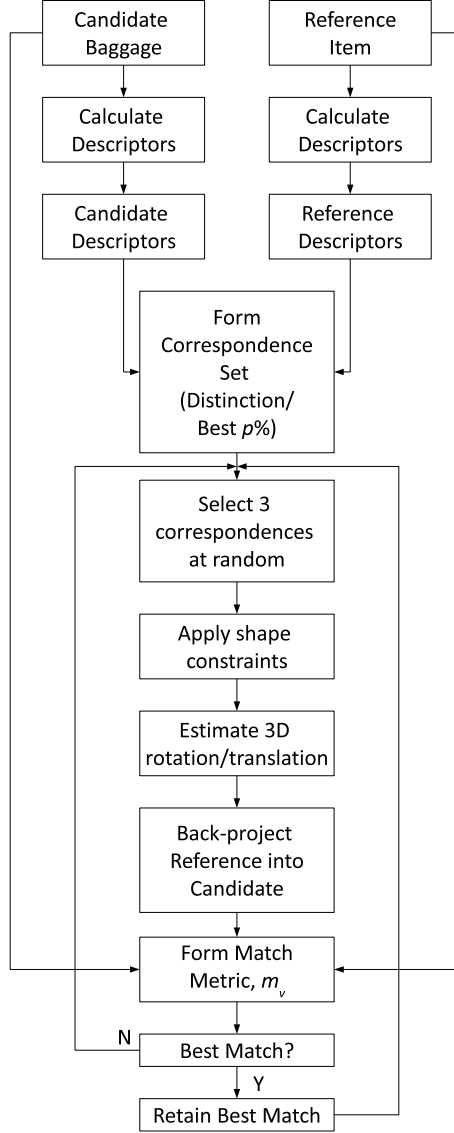 Candidate
Baggage
Reference
Item
Calculate
Descriptors
Calculate
Descriptors
Candidate
Descriptors
Reference
Descriptors
Form
Correspondence
Set
(Distinction/
Best p%)
Select 3
correspondences
at random
Apply shape
constraints
Estimate 3D
rotation/translation
Back-project
Reference into
Candidate
Form Match
Metric, mv
N
Best Match?
Y
Retain Best Match